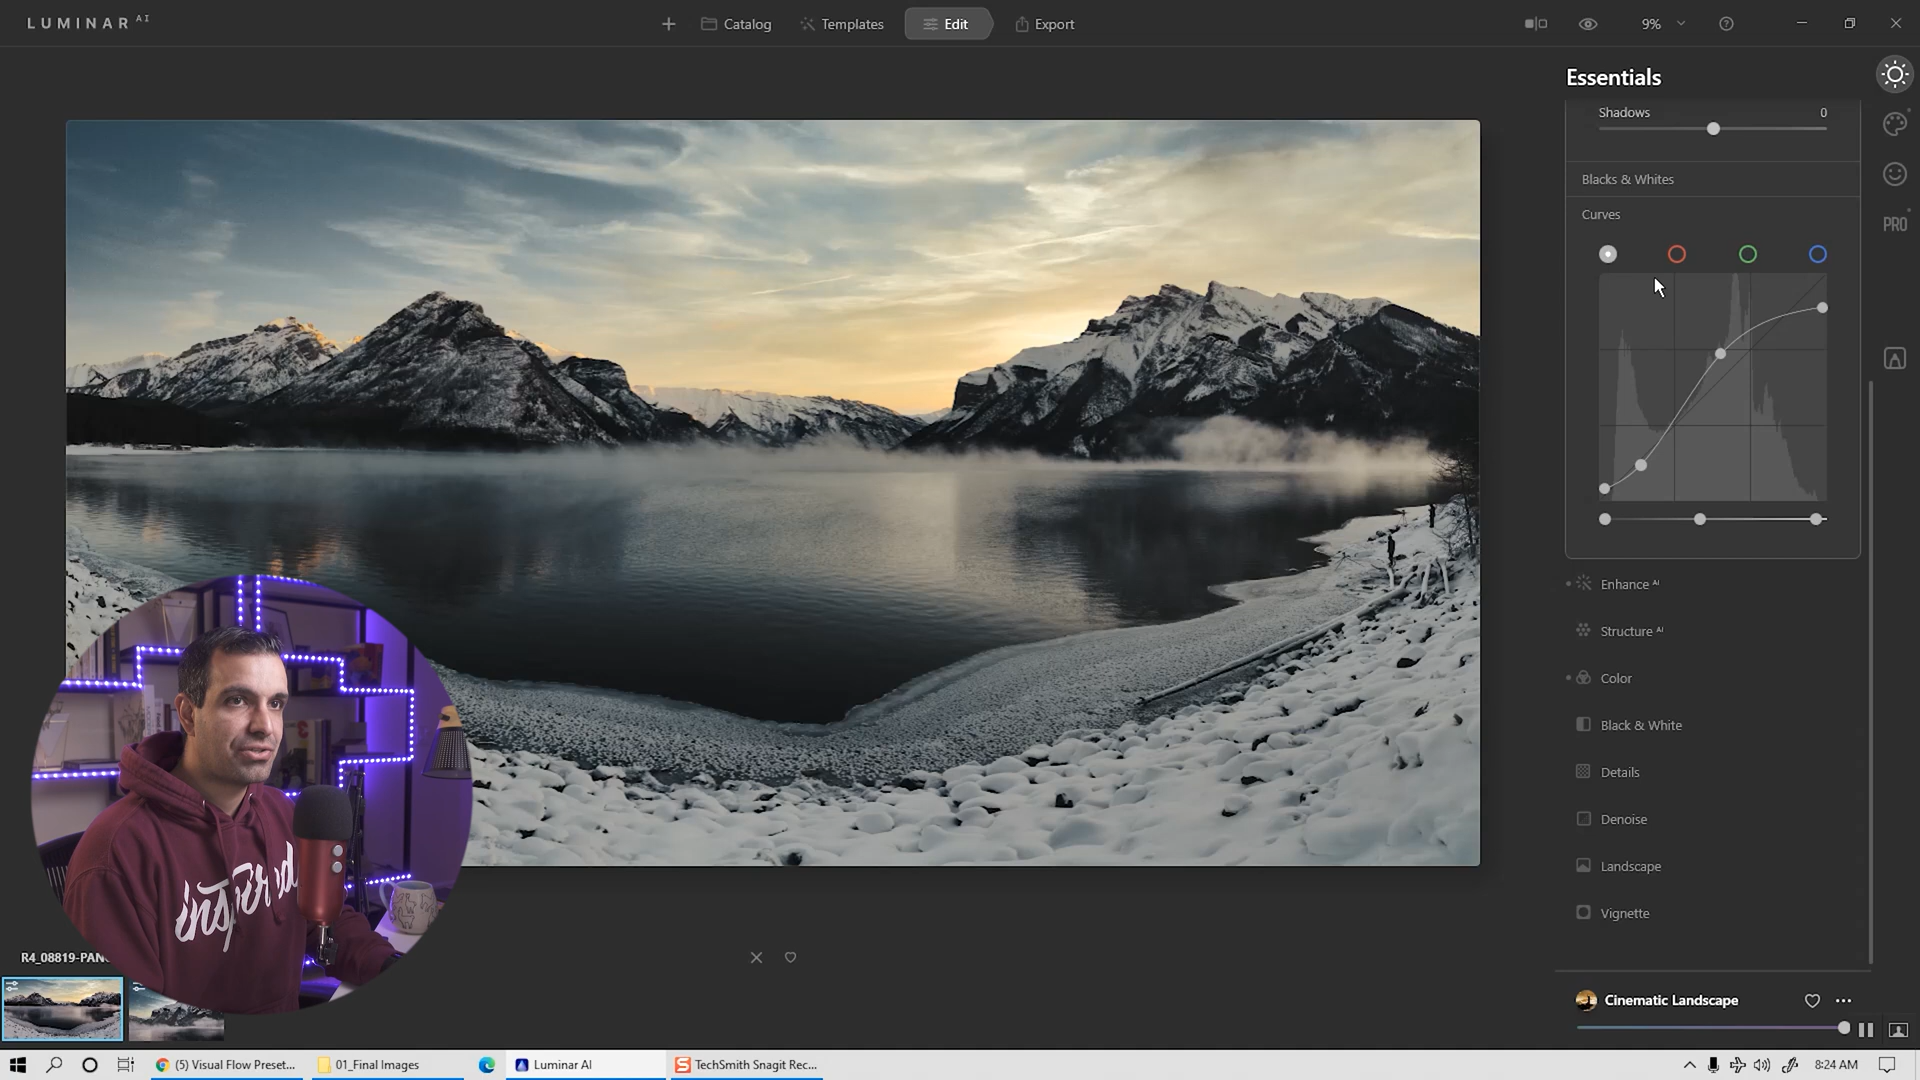 LUMINAR AI
Catalog
Templates
Edit
Export
9%
Essentials
Shadows 0
Blacks & Whites
Curves
PRO
Enhance AI
Structure AI
Color
Black & White
Details
Denoise
Landscape
Vignette
inspired
R4_08819-PAN
Cinematic Landscape
(5) Visual Flow Preset...
01_Final Images
Luminar AI
TechSmith Snagit Rec...
8:24 AM